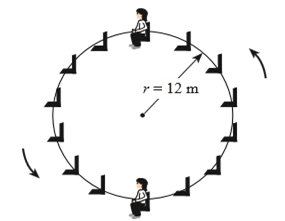 r = 12 m